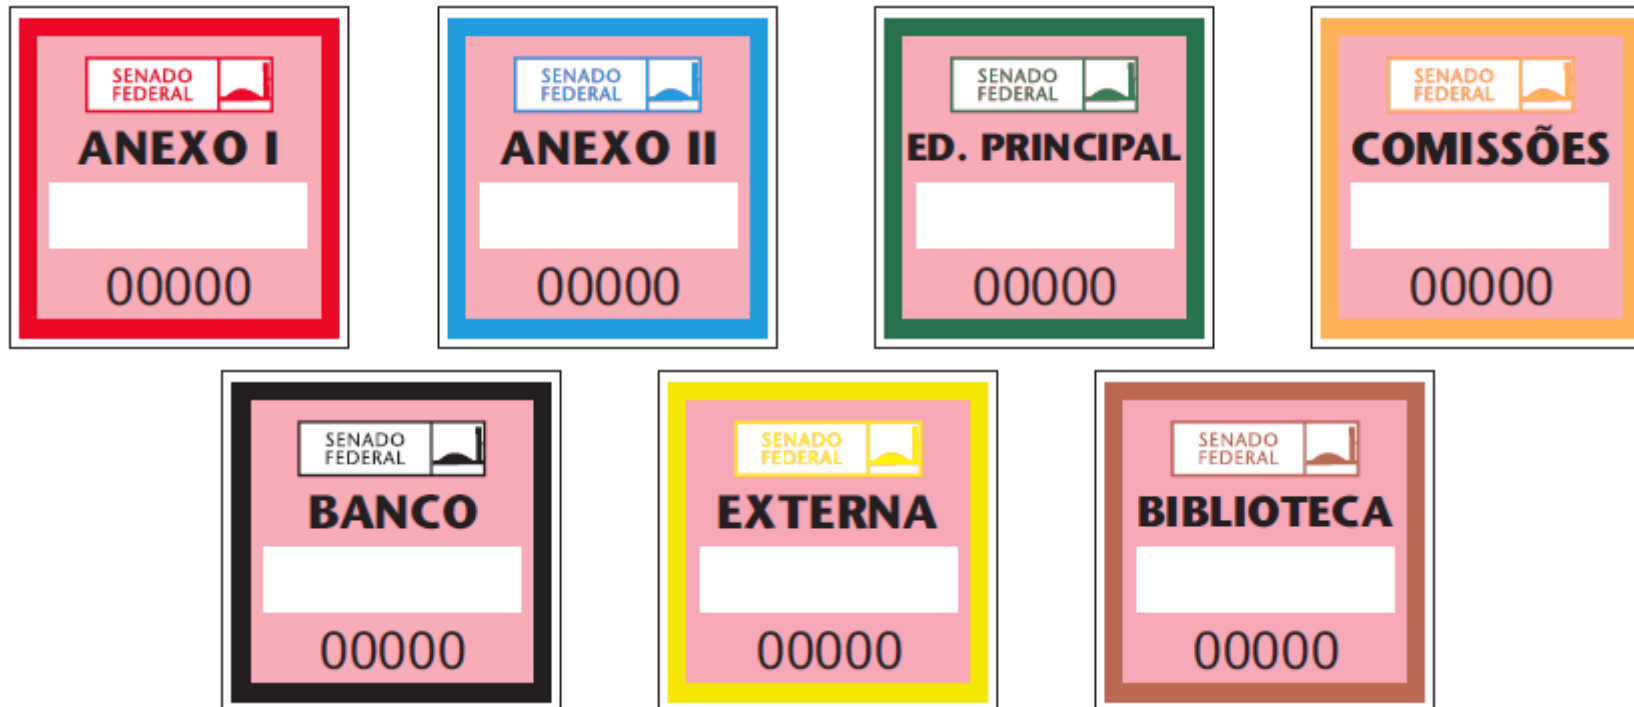 SENADO
FEDERAL
ANEXO I
00000
SENADO
FEDERAL
ANEXO II
00000
SENADO
FEDERAL
ED. PRINCIPAL
00000
SENADO
FEDERAL
COMISSÕES
00000
SENADO
FEDERAL
BANCO
00000
SENADO
FEDERAL
EXTERNA
00000
SENADO
FEDERAL
BIBLIOTECA
00000